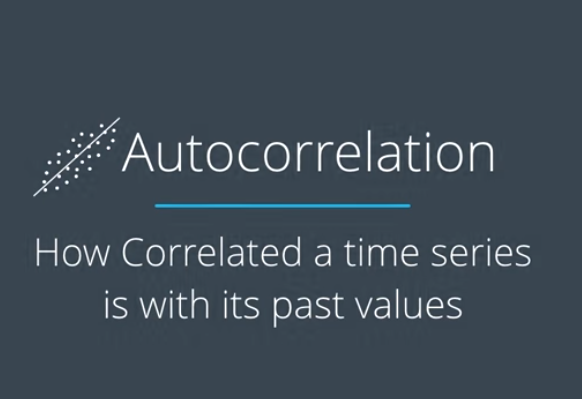 Autocorrelation
How Correlated a time series
is with its past values